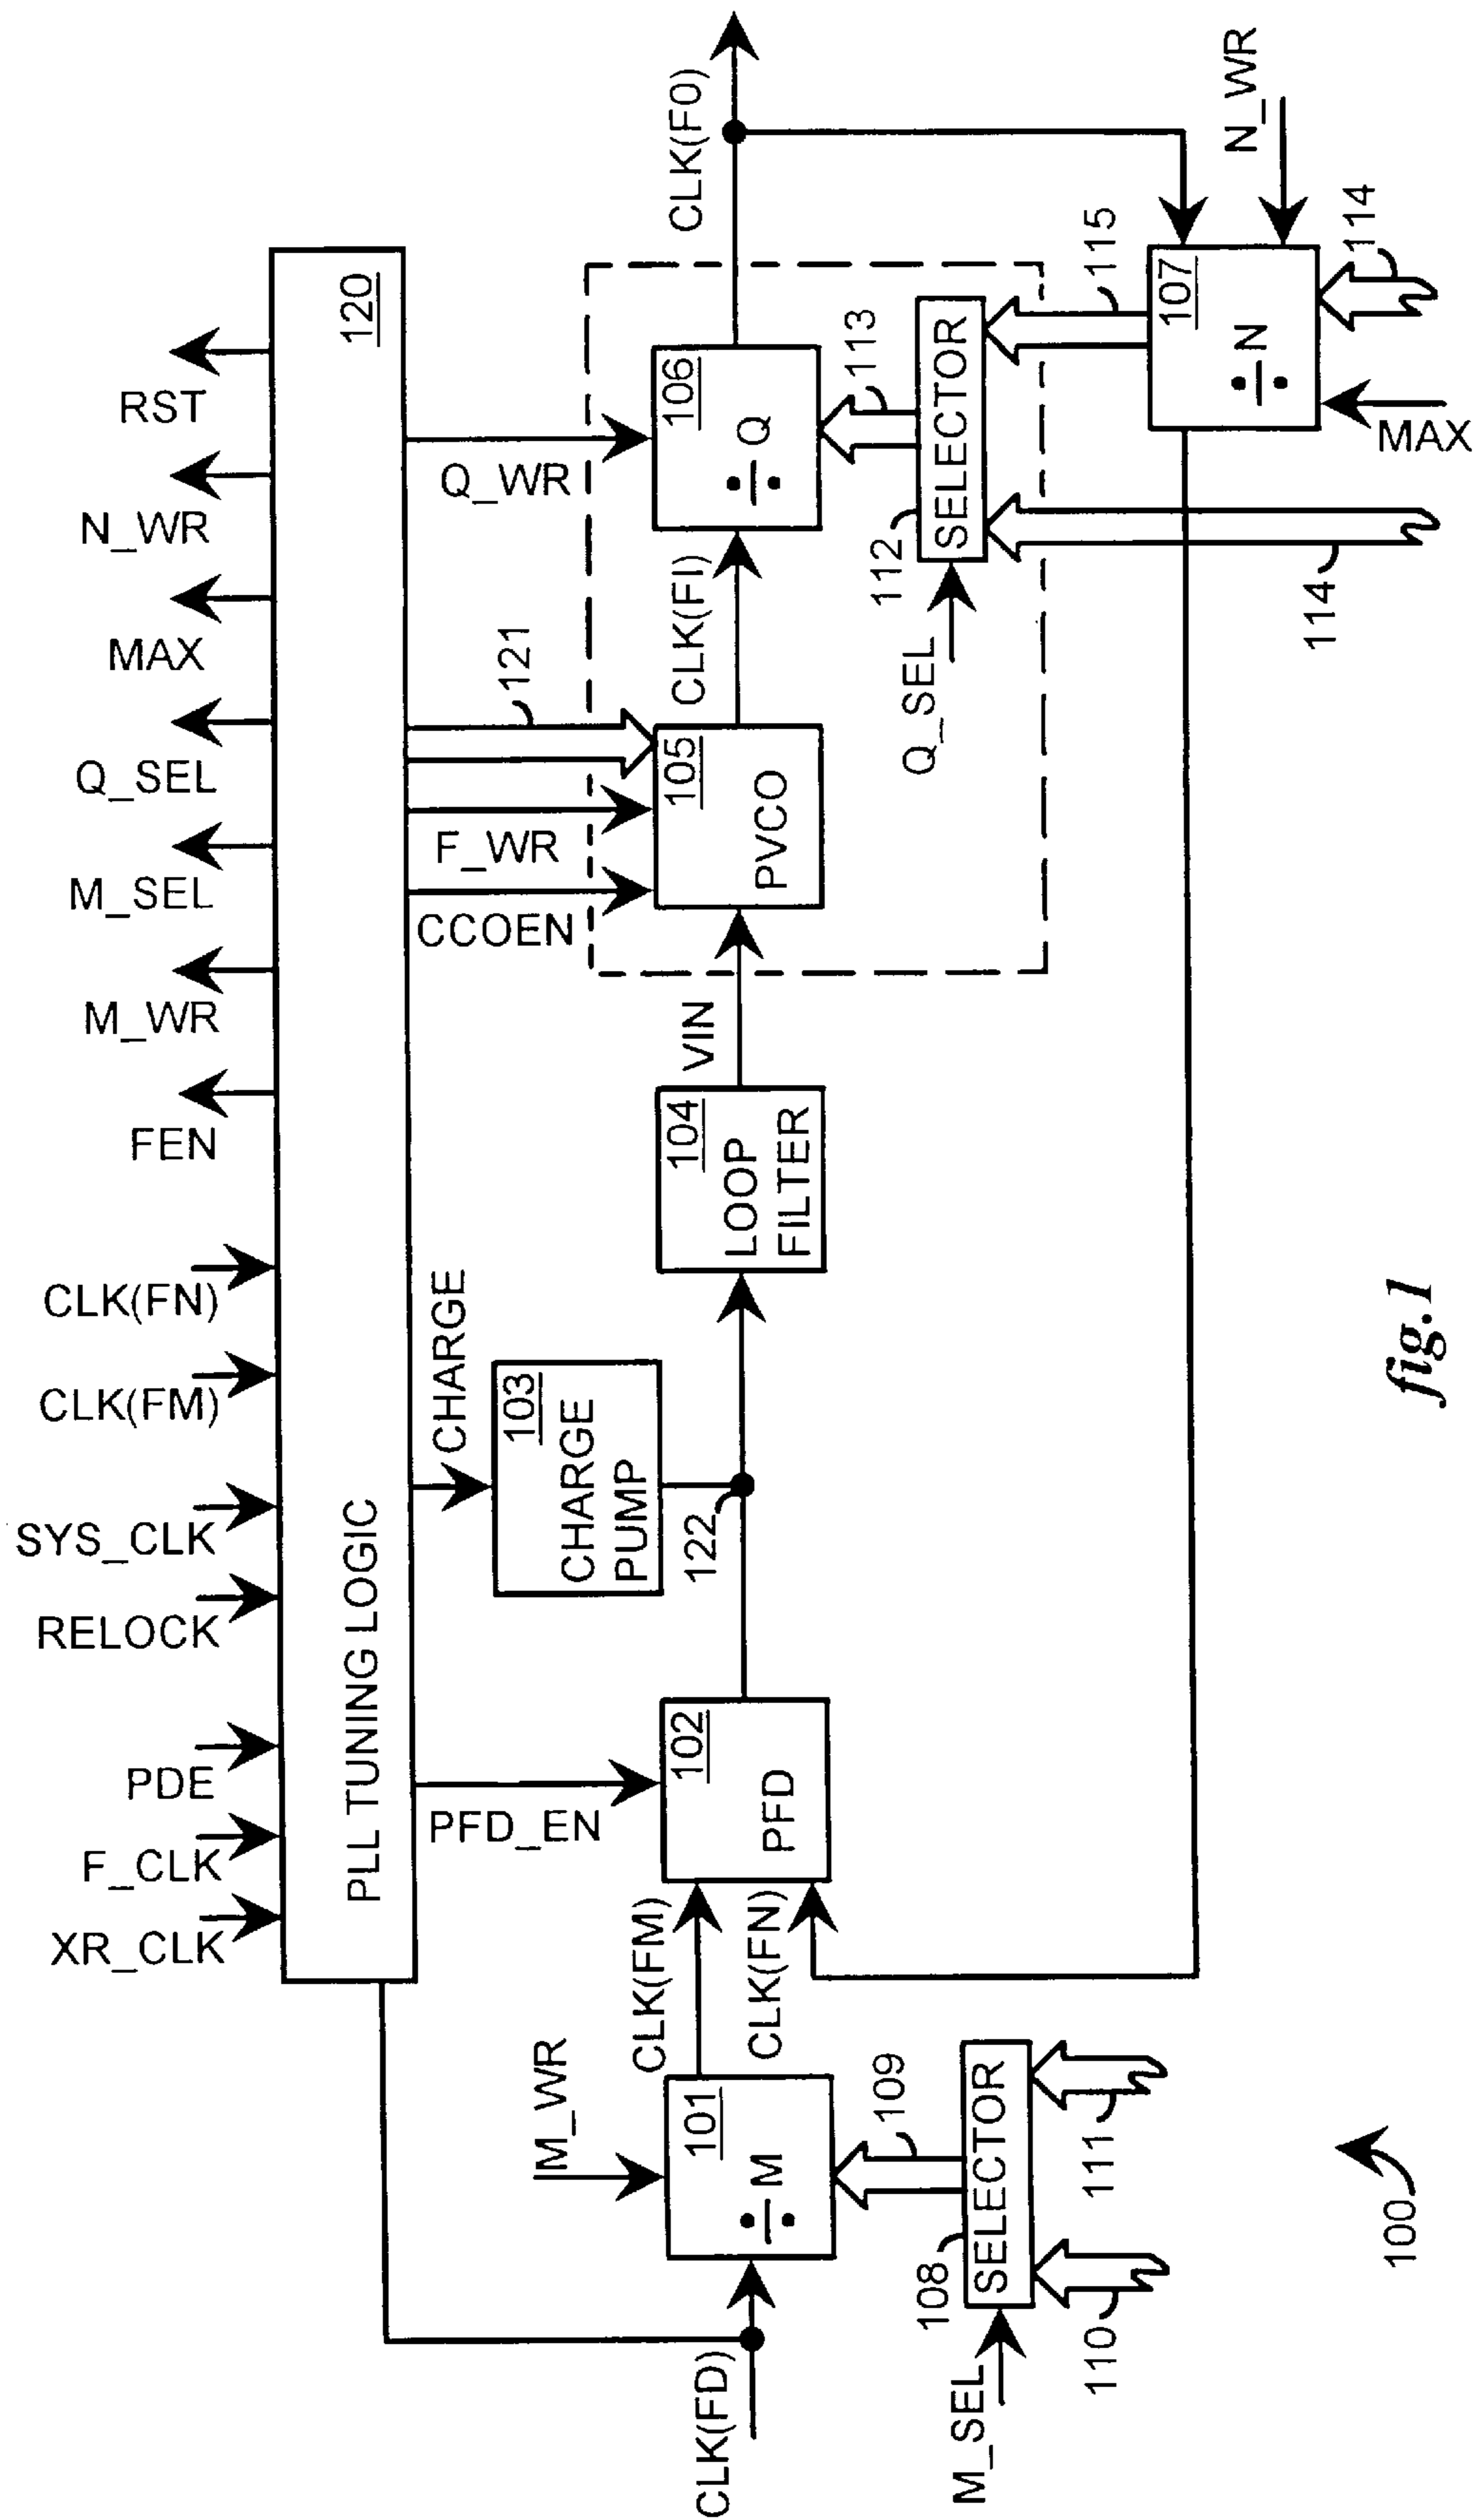 XR_CLK
F_CLK
PDE
RELOCK
SYS_CLK
CLK(FM)
CLK(FN)
FEN
M_WR
M_SEL
Q_SEL
MAX
N_WR
RST
PLL TUNING LOGIC
120
PFD_EN
CHARGE
CCOEN
F_WR
121
Q_WR
CLK(FD)
M_WR
101
÷ M
CLK(FM)
CLK(FN)
102
PFD
103
CHARGE
PUMP
122
104
LOOP
FILTER
VIN
105
PVCO
CLK(FI)
106
÷ Q
CLK(F0)
M_SEL
108
SELECTOR
109
110
111
Q_SEL
112
SELECTOR
113
114
115
107
÷ N
MAX
N_WR
114
100
fig.1